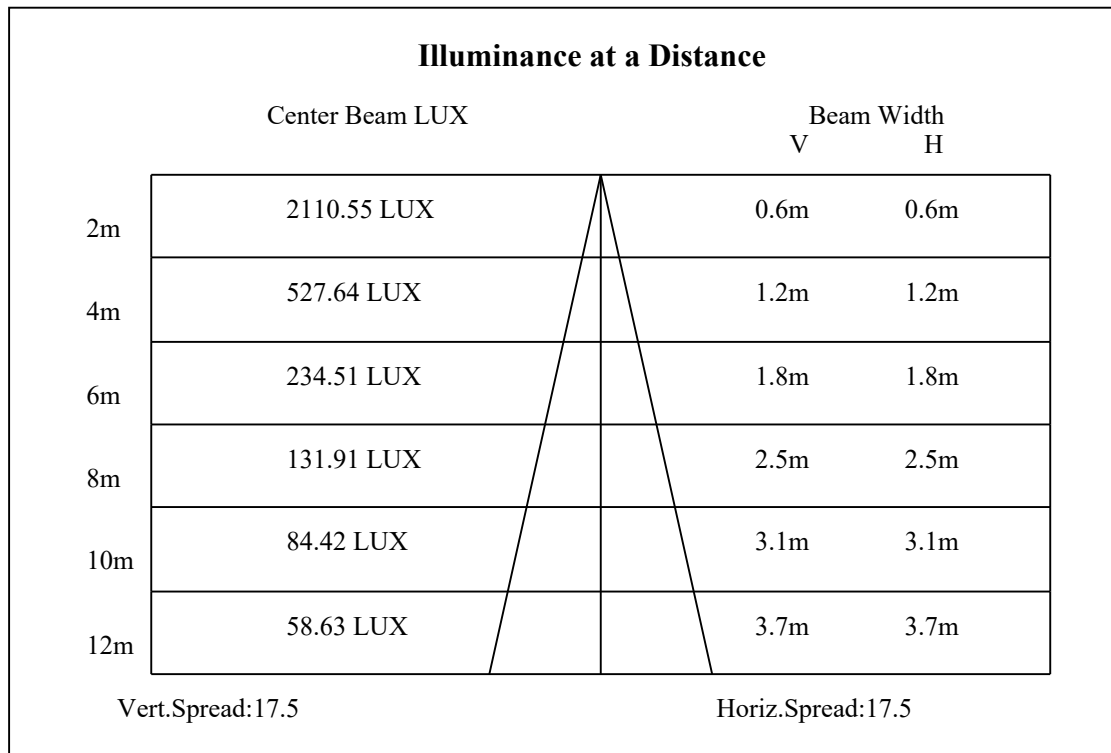 Illuminance at a Distance
Center Beam LUX Beam Width
V H
2110.55 LUX 0.6m 0.6m
2m
527.64 LUX 1.2m 1.2m
4m
234.51 LUX 1.8m 1.8m
6m
131.91 LUX 2.5m 2.5m
8m
84.42 LUX 3.1m 3.1m
10m
58.63 LUX 3.7m 3.7m
12m
Vert.Spread:17.5 Horiz.Spread:17.5